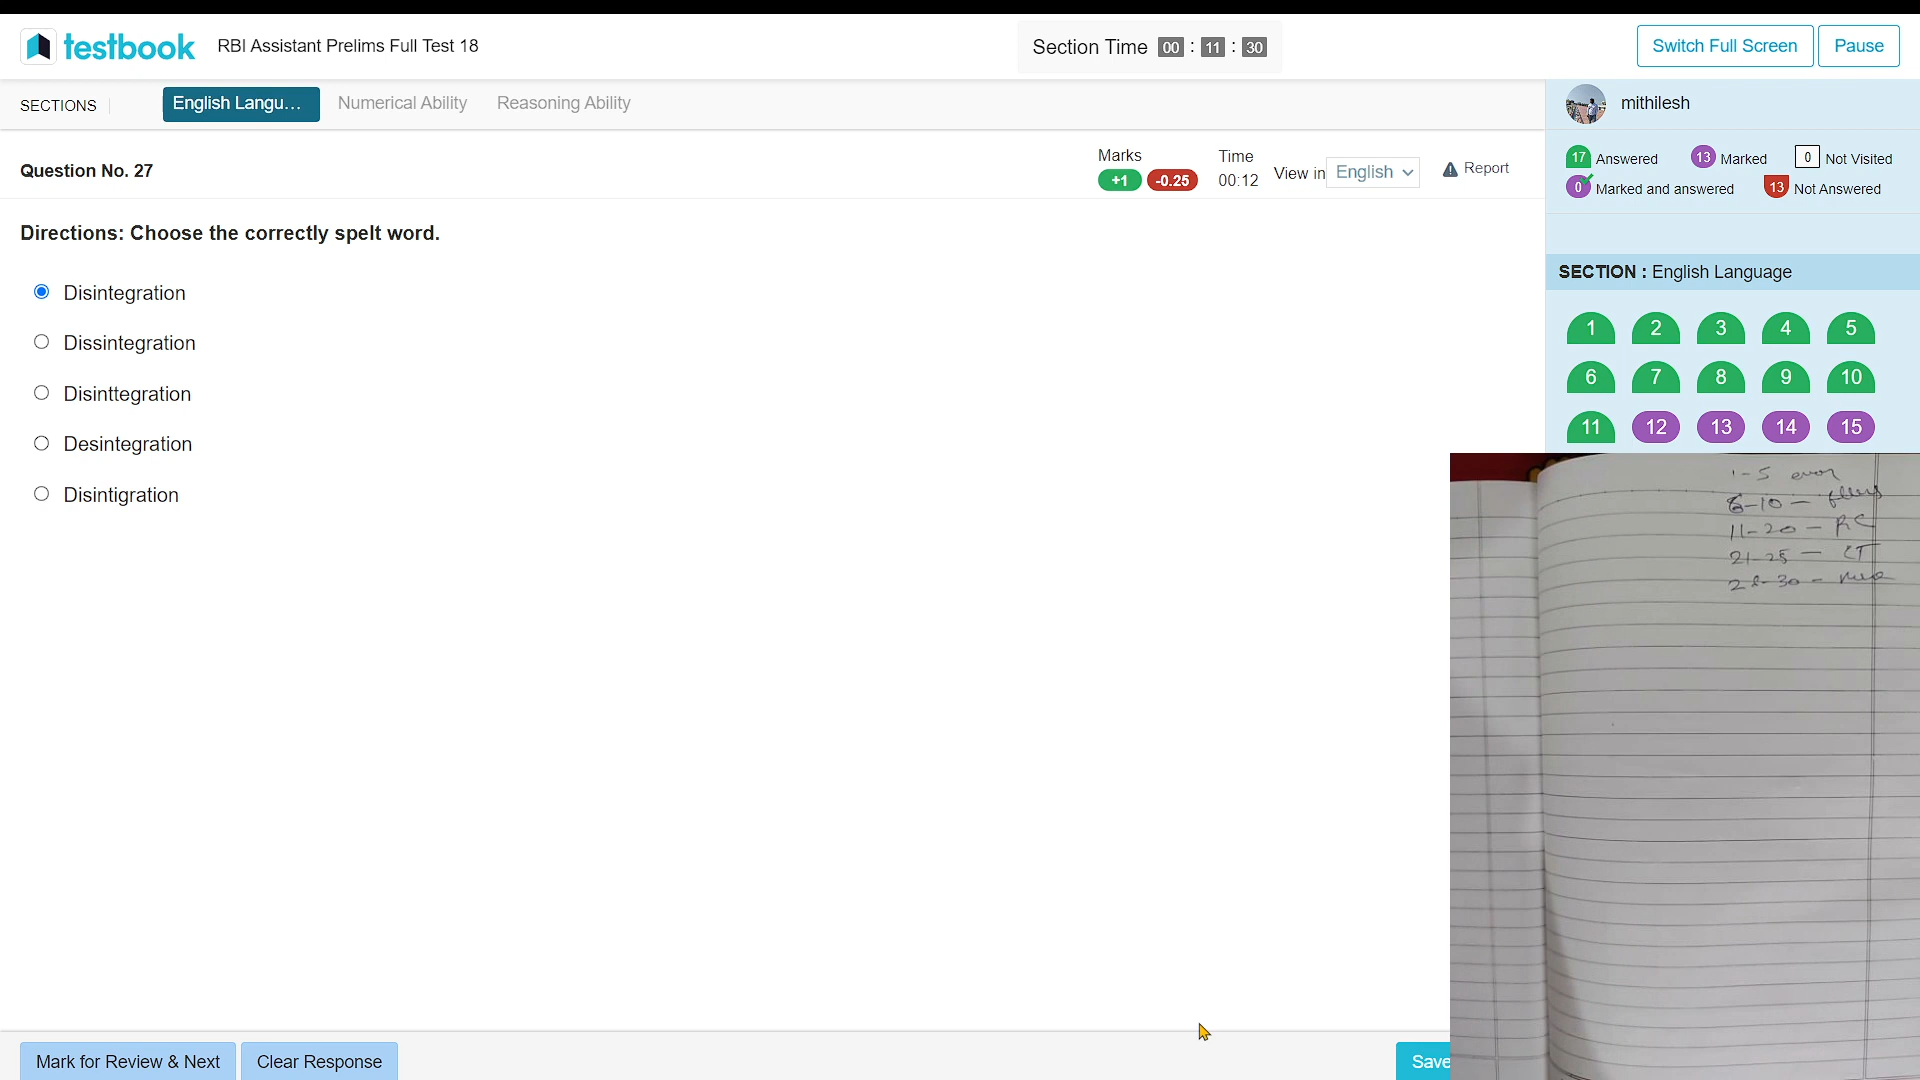 testbook RBI Assistant Prelims Full Test 18 Section Time 00 : 11 : 30 Switch Full Screen Pause
SECTIONS English Langu... Numerical Ability Reasoning Ability
mithilesh
Question No. 27
Marks +1 -0.25
Time 00:12
View in English
Report
17 Answered 13 Marked 0 Not Visited
0 Marked and answered 13 Not Answered
Directions: Choose the correctly spelt word.
Disintegration
Dissintegration
Disinttegration
Desintegration
Disintigration
SECTION : English Language
1 2 3 4 5
6 7 8 9 10
11 12 13 14 15
1-5
6-10 -
11-20 - RC
21-25 - CT
Mark for Review & Next Clear Response Save